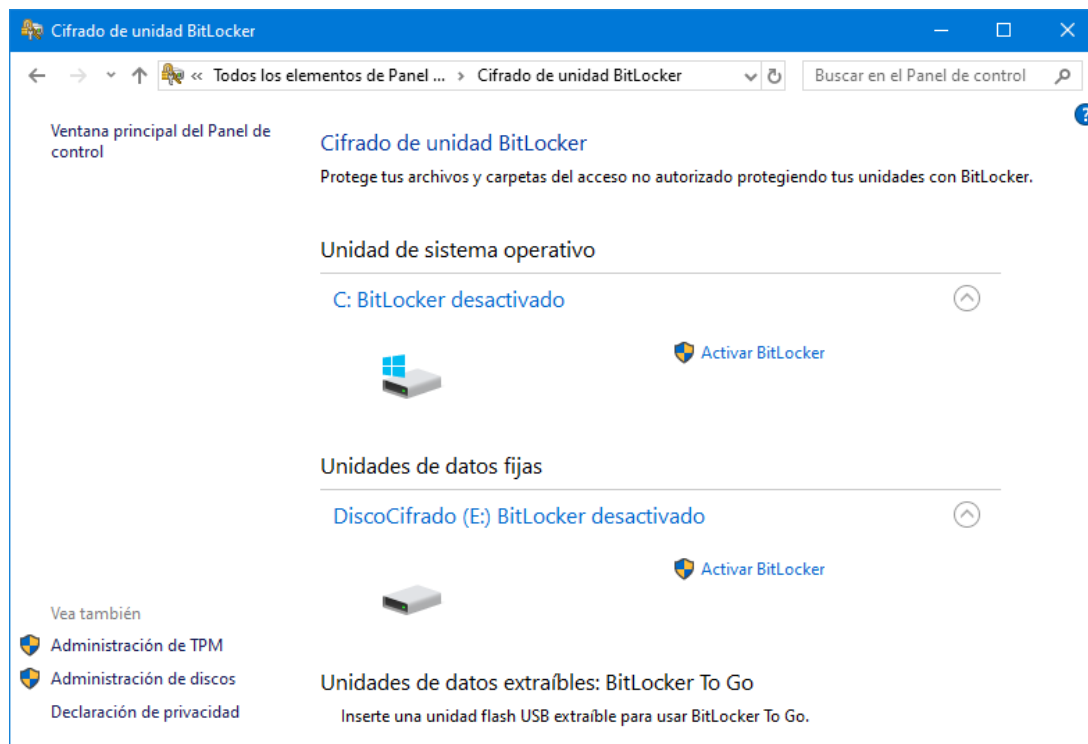 Cifrado de unidad BitLocker
« Todos los elementos de Panel ... › Cifrado de unidad BitLocker
Buscar en el Panel de control
?
Ventana principal del Panel de
control
Cifrado de unidad BitLocker
Protege tus archivos y carpetas del acceso no autorizado protegiendo tus unidades con BitLocker.
Unidad de sistema operativo
C: BitLocker desactivado
Activar BitLocker
Unidades de datos fijas
DiscoCifrado (E:) BitLocker desactivado
Activar BitLocker
Vea también
Administración de TPM
Administración de discos
Declaración de privacidad
Unidades de datos extraíbles: BitLocker To Go
Inserte una unidad flash USB extraíble para usar BitLocker To Go.